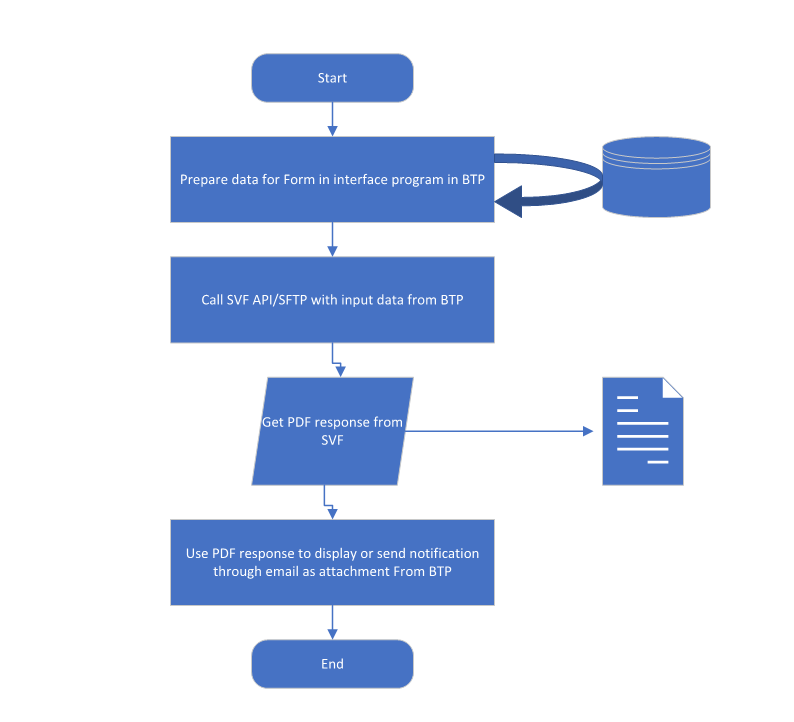 Start
Prepare data for Form in interface program in BTP
Call SVF API/SFTP with input data from BTP
Get PDF response from
SVF
Use PDF response to display or send notification
through email as attachment From BTP
End